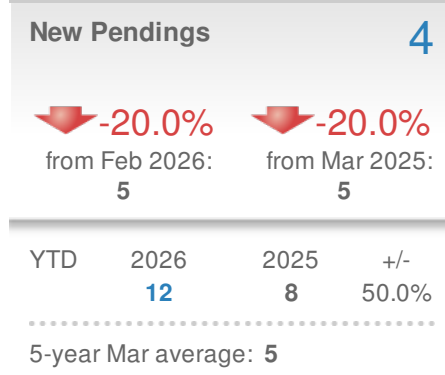 New Pendings 4
-20.0% -20.0%
from Feb 2026: from Mar 2025:
5 5
YTD 2026 2025 +/-
12 8 50.0%
5-year Mar average: 5